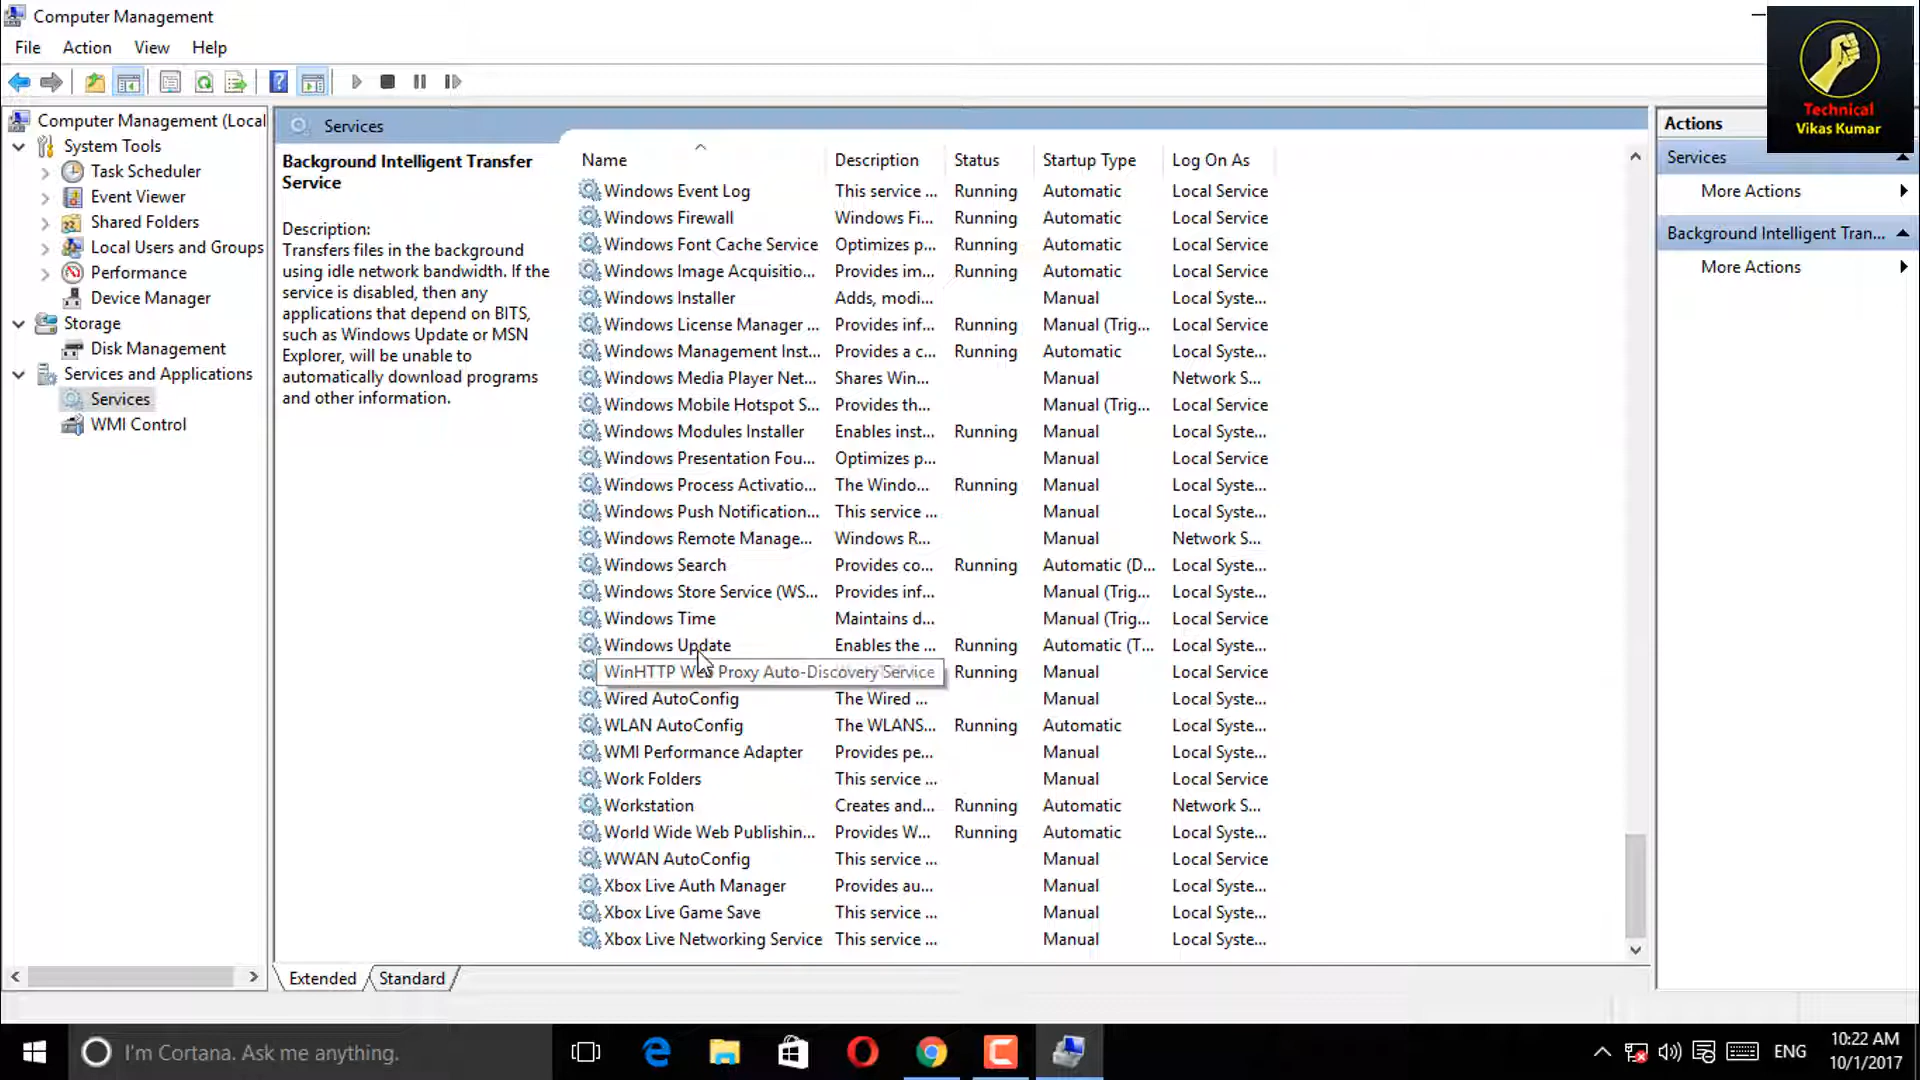 Computer Management
File Action View Help
Technical
Vikas Kumar
Computer Management (Local
System Tools
Task Scheduler
Event Viewer
Shared Folders
Local Users and Groups
Performance
Device Manager
Storage
Disk Management
Services and Applications
Services
WMI Control
Services
Background Intelligent Transfer
Service
Description:
Transfers files in the background
using idle network bandwidth. If the
service is disabled, then any
applications that depend on BITS,
such as Windows Update or MSN
Explorer, will be unable to
automatically download programs
and other information.
Name Description Status Startup Type Log On As
Windows Event Log This service ... Running Automatic Local Service
Windows Firewall Windows Fi... Running Automatic Local Service
Windows Font Cache Service Optimizes p... Running Automatic Local Service
Windows Image Acquisitio... Provides im... Running Automatic Local Service
Windows Installer Adds, modi... Manual Local Syste...
Windows License Manager ... Provides inf... Running Manual (Trig... Local Service
Windows Management Inst... Provides a c... Running Automatic Local Syste...
Windows Media Player Net... Shares Win... Manual Network S...
Windows Mobile Hotspot S... Provides th... Manual (Trig... Local Service
Windows Modules Installer Enables inst... Running Manual Local Syste...
Windows Presentation Fou... Optimizes p... Manual Local Service
Windows Process Activatio... The Windo... Running Manual Local Syste...
Windows Push Notification... This service ... Manual Local Syste...
Windows Remote Manage... Windows R... Manual Network S...
Windows Search Provides co... Running Automatic (D... Local Syste...
Windows Store Service (WS... Provides inf... Manual (Trig... Local Syste...
Windows Time Maintains d... Manual (Trig... Local Service
Windows Update Enables the ... Running Automatic (T... Local Syste...
WinHTTP Web Proxy Auto-Discovery Service Running Manual Local Service
Wired AutoConfig The Wired ... Manual Local Syste...
WLAN AutoConfig The WLANS... Running Automatic Local Syste...
WMI Performance Adapter Provides pe... Manual Local Syste...
Work Folders This service ... Manual Local Service
Workstation Creates and... Running Automatic Network S...
World Wide Web Publishin... Provides W... Running Automatic Local Syste...
WWAN AutoConfig This service ... Manual Local Service
Xbox Live Auth Manager Provides au... Manual Local Syste...
Xbox Live Game Save This service ... Manual Local Syste...
Xbox Live Networking Service This service ... Manual Local Syste...
Extended Standard
Actions
Services
More Actions
Background Intelligent Tran...
More Actions
I'm Cortana. Ask me anything.
ENG
10:22 AM
10/1/2017